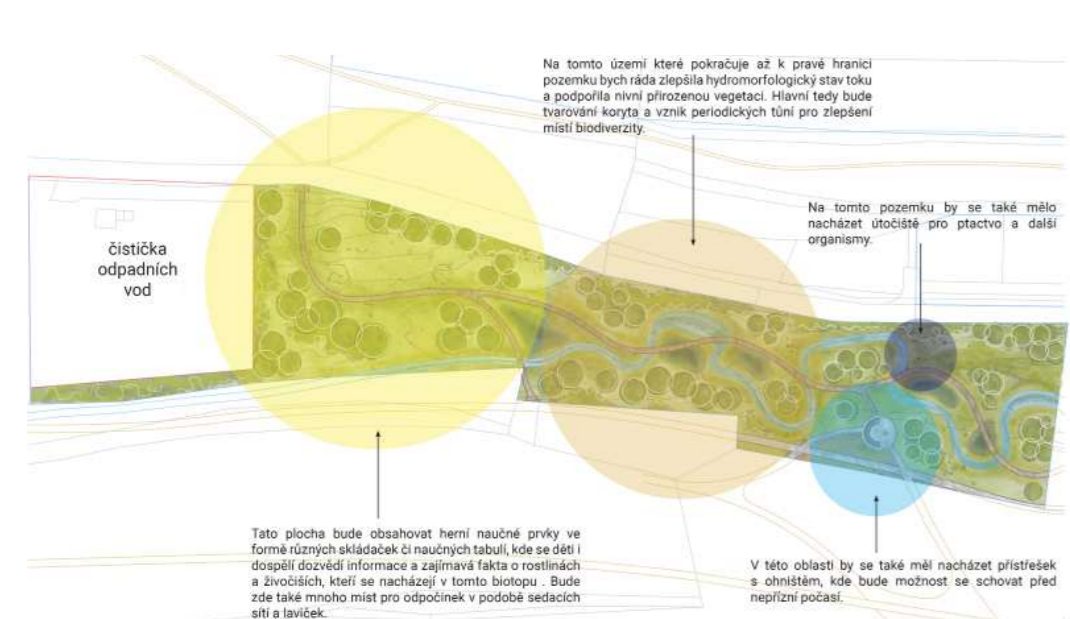 Na tomto území které pokračuje až k pravé hranici
pozemku bych ráda zlepšila hydromorfologický stav toku
a podpořila nivní přirozenou vegetaci. Hlavní tedy bude
tvarování koryta a vznik periodických tůní pro zlepšení
místí biodiverzity.
Na tomto pozemku by se také mělo
nacházet útočiště pro ptactvo a další
organismy.
čistička
odpadních
vod
Tato plocha bude obsahovat herní naučné prvky ve
formě různých skládaček či naučných tabulí, kde se děti i
dospělí dozvědí informace a zajímavá fakta o rostlinách
a živočiších, kteří se nacházejí v tomto biotopu . Bude
zde také mnoho míst pro odpočinek v podobě sedacích
sítí a laviček.
V této oblasti by se také měl nacházet přístřešek
s ohništěm, kde bude možnost se schovat před
nepřízní počasí.